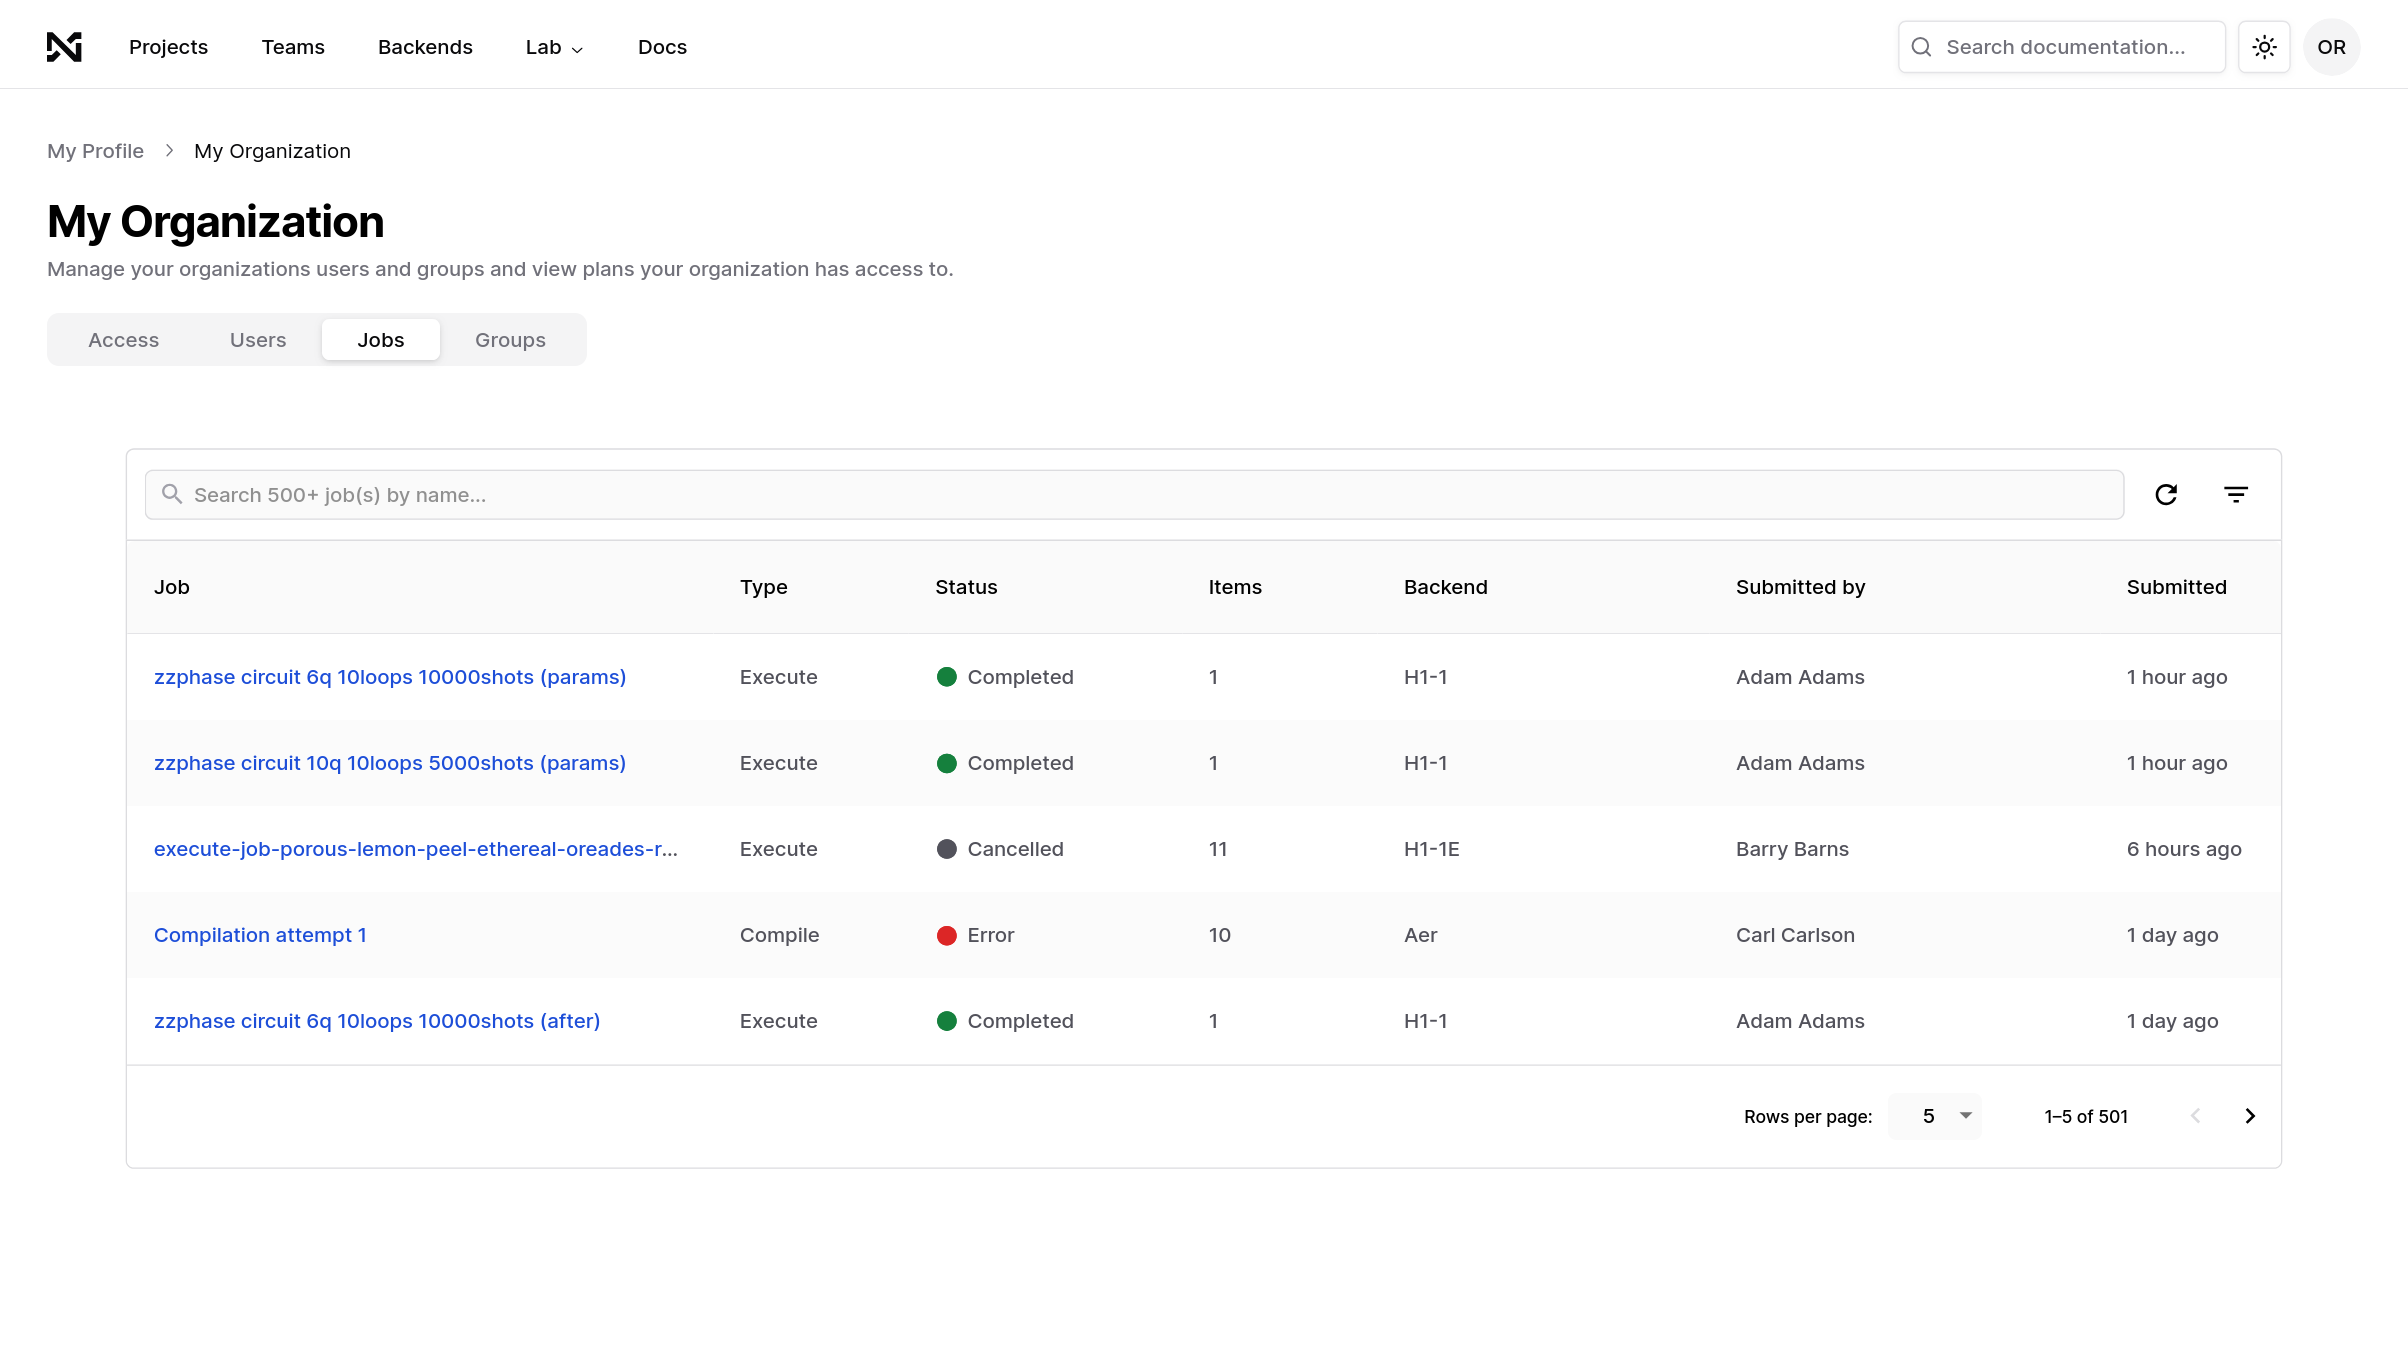 Projects Teams Backends Lab Docs Search documentation... OR
My Profile My Organization
My Organization
Manage your organizations users and groups and view plans your organization has access to.
Access Users Jobs Groups
Search 500+ job(s) by name...
Job Type Status Items Backend Submitted by Submitted
zzphase circuit 6q 10loops 10000shots (params) Execute Completed 1 H1-1 Adam Adams 1 hour ago
zzphase circuit 10q 10loops 5000shots (params) Execute Completed 1 H1-1 Adam Adams 1 hour ago
execute-job-porous-lemon-peel-ethereal-oreades-r... Execute Cancelled 11 H1-1E Barry Barns 6 hours ago
Compilation attempt 1 Compile Error 10 Aer Carl Carlson 1 day ago
zzphase circuit 6q 10loops 10000shots (after) Execute Completed 1 H1-1 Adam Adams 1 day ago
Rows per page: 5 1–5 of 501